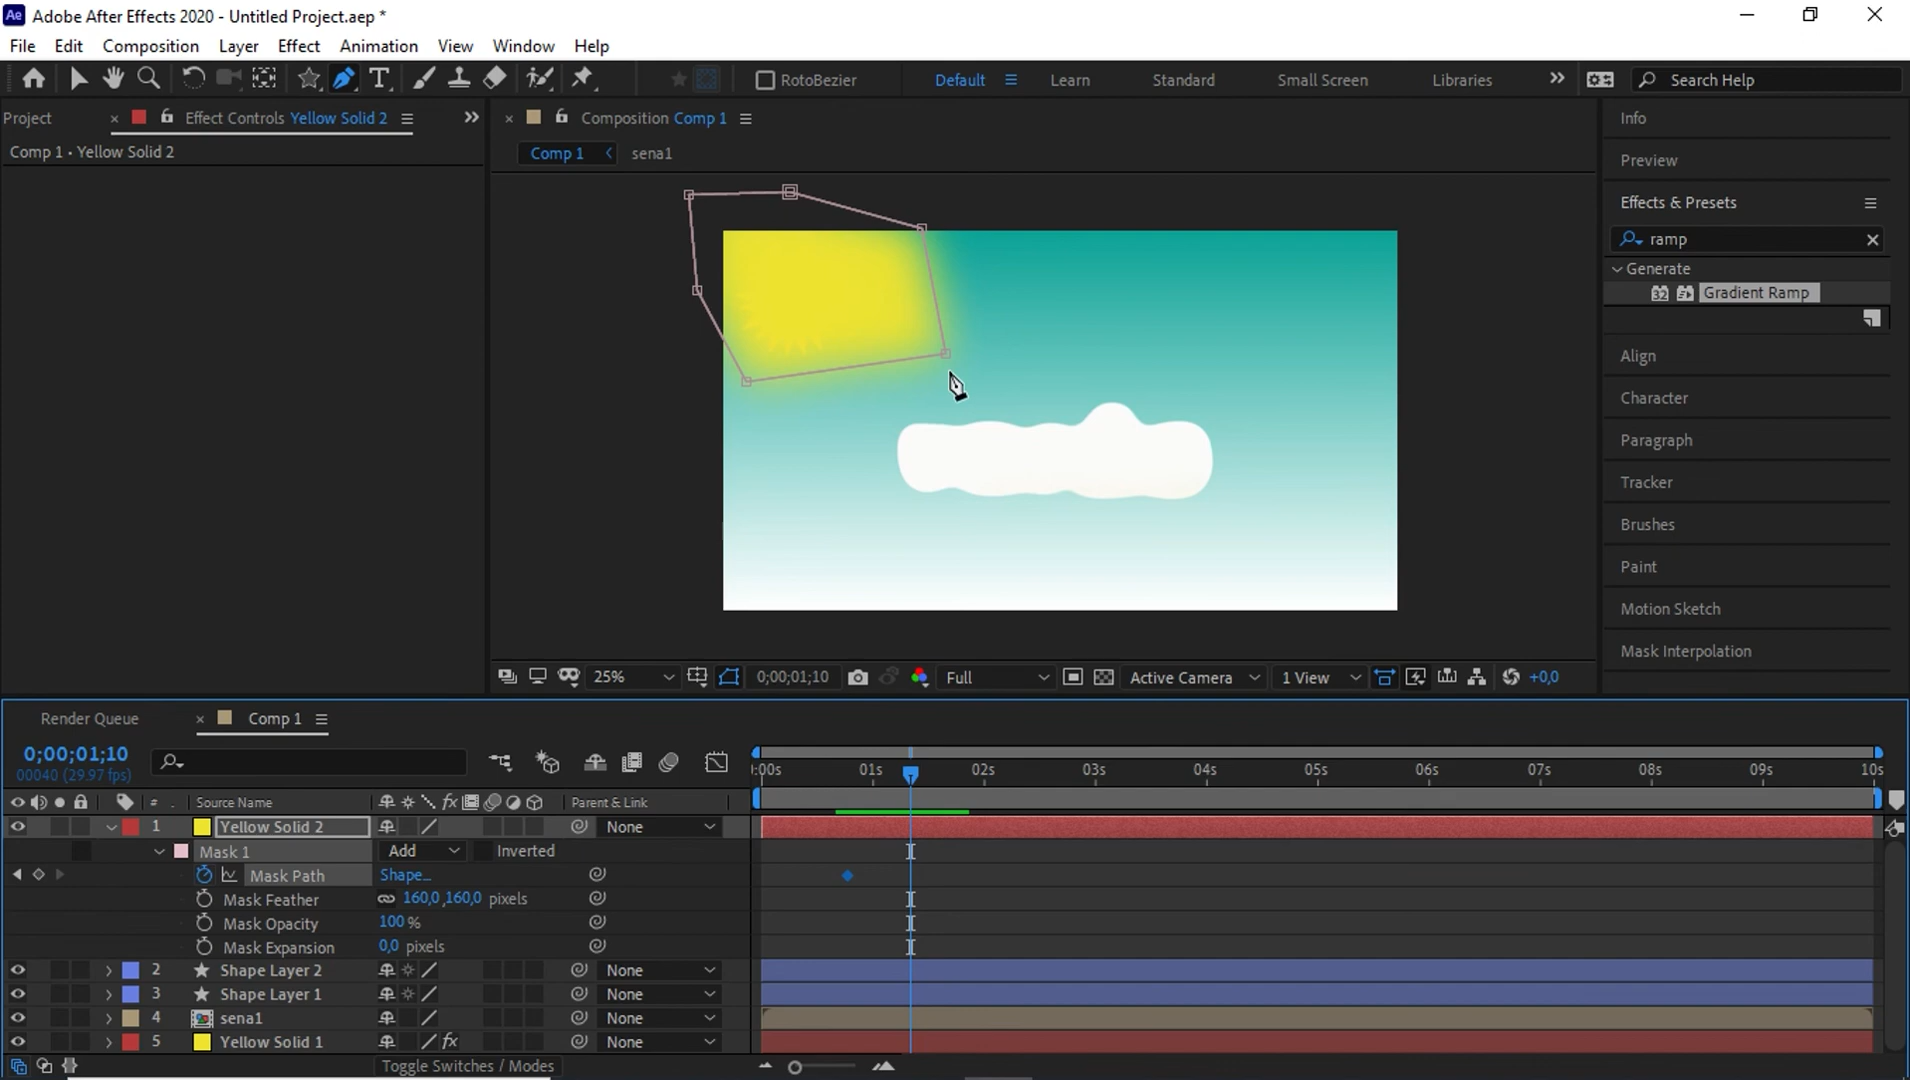 Adobe After Effects 2020 - Untitled Project.aep *
File Edit Composition Layer Effect Animation View Window Help
RotoBezier Default Learn Standard Small Screen Libraries Search Help
Project Effect Controls Yellow Solid 2
Comp 1 • Yellow Solid 2
Composition Comp 1
Comp 1 sena1
Info
Preview
Effects & Presets
ramp
Generate
32 Gradient Ramp
Align
Character
Paragraph
Tracker
Brushes
Paint
Motion Sketch
Mask Interpolation
25% 0;00;01;10 Full Active Camera 1 View +0,0
Render Queue Comp 1
0;00;01;10
00040 (29.97 fps)
:00s 01s 02s 03s 04s 05s 06s 07s 08s 09s 10s
# . Source Name fx Parent & Link
1 Yellow Solid 2 None
Mask 1 Add Inverted
Mask Path Shape...
Mask Feather 160,0 ,160,0 pixels
Mask Opacity 100 %
Mask Expansion 0,0 pixels
2 Shape Layer 2 None
3 Shape Layer 1 None
4 sena1 None
5 Yellow Solid 1 fx None
Toggle Switches / Modes